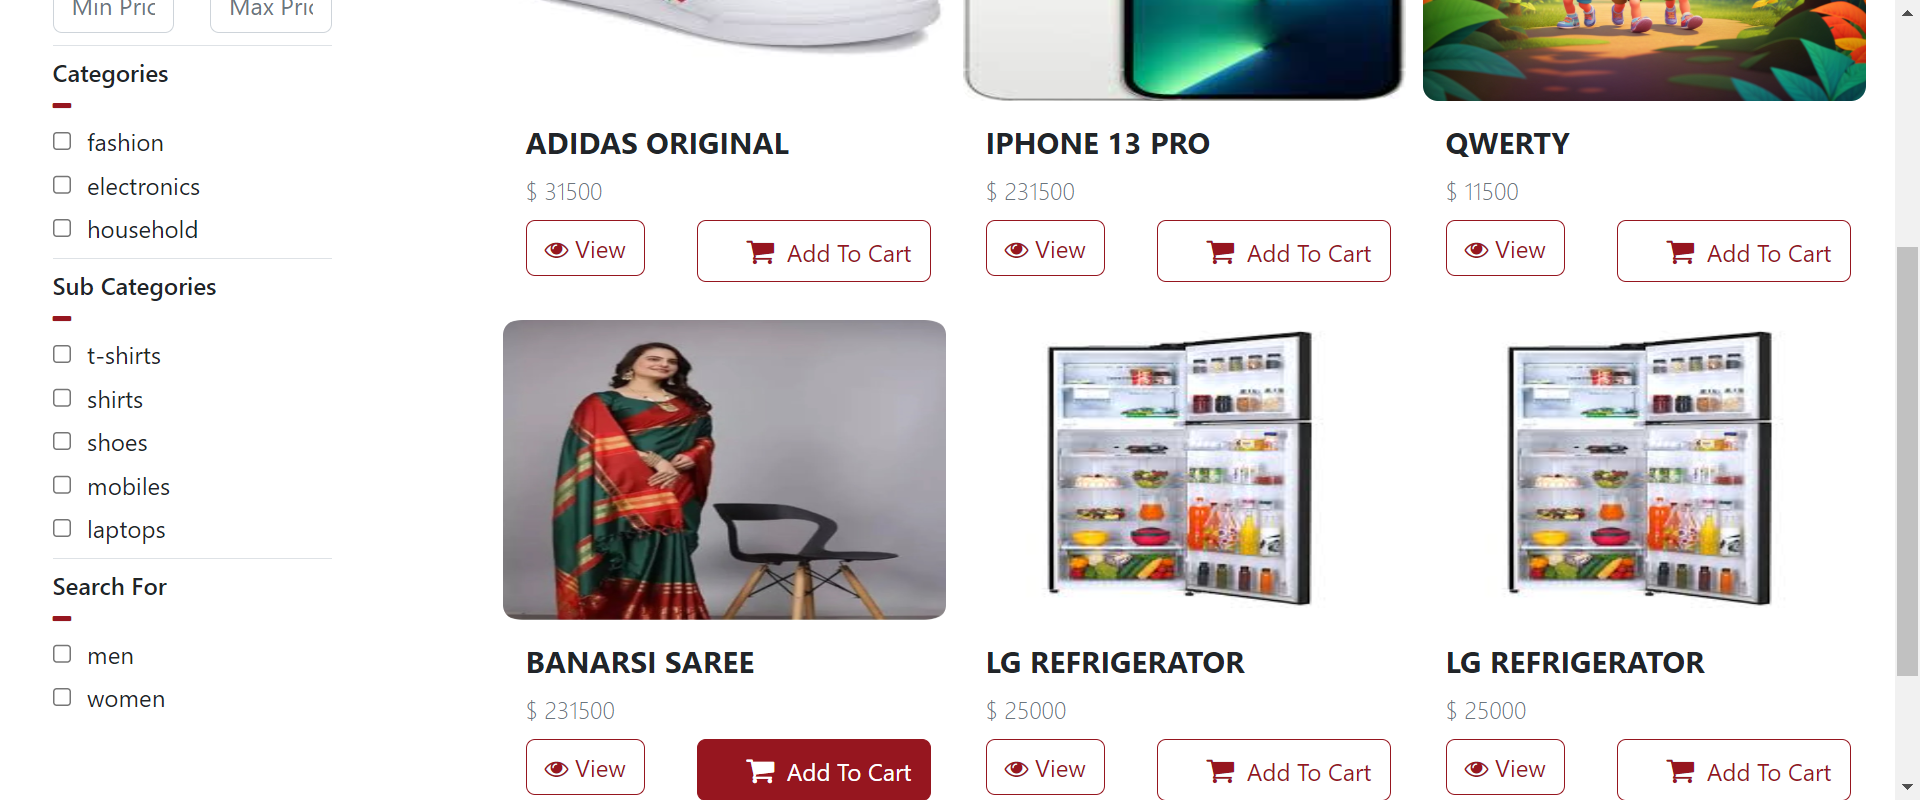 Min Pric
Max Pric
Categories
fashion
electronics
household
Sub Categories
t-shirts
shirts
shoes
mobiles
laptops
Search For
men
women
ADIDAS ORIGINAL
$ 31500
View
Add To Cart
IPHONE 13 PRO
$ 231500
View
Add To Cart
QWERTY
$ 11500
View
Add To Cart
BANARSI SAREE
$ 231500
View
Add To Cart
LG REFRIGERATOR
$ 25000
View
Add To Cart
LG REFRIGERATOR
$ 25000
View
Add To Cart